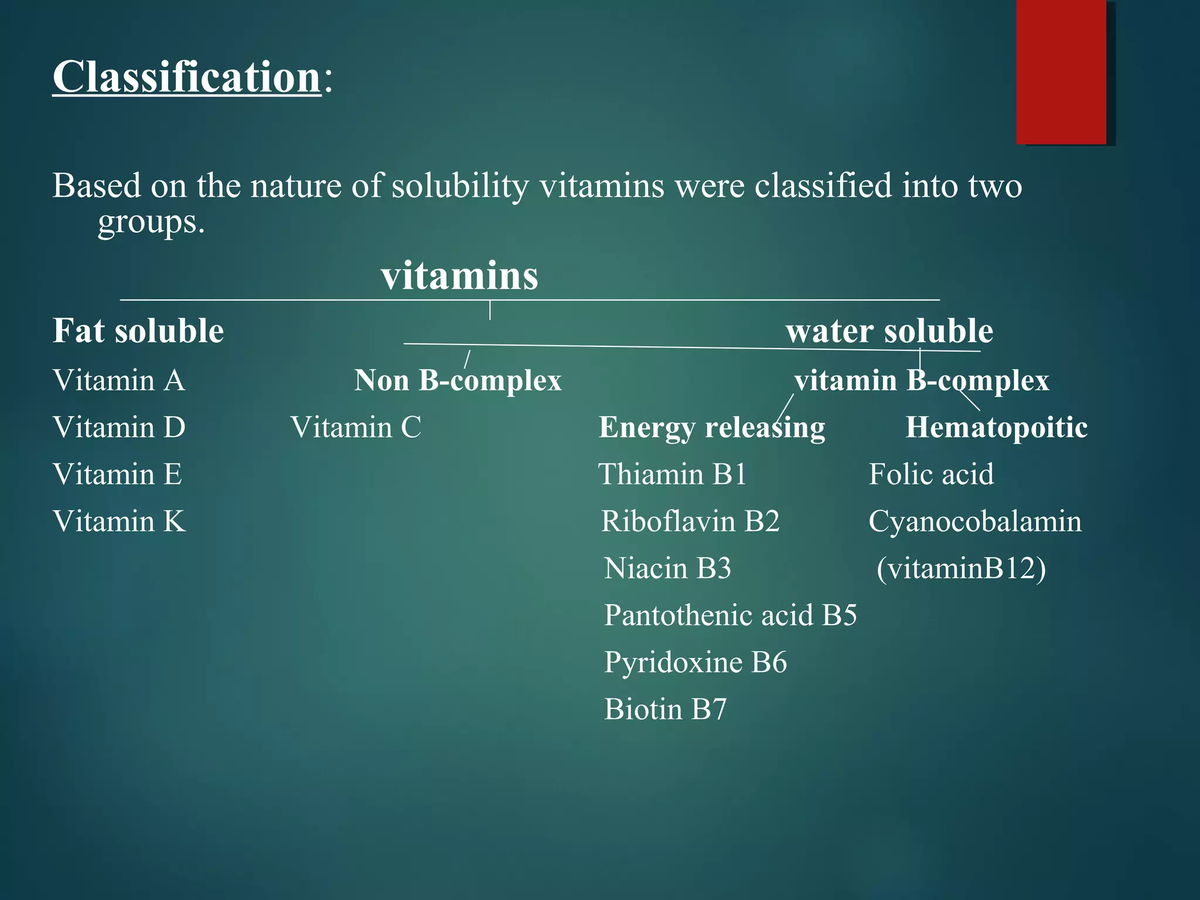 Classification:
Based on the nature of solubility vitamins were classified into two
groups.
vitamins
Fat soluble water soluble
Vitamin A Non B-complex vitamin B-complex
Vitamin D Vitamin C Energy releasing Hematopoitic
Vitamin E Thiamin B1 Folic acid
Vitamin K Riboflavin B2 Cyanocobalamin
Niacin B3 (vitaminB12)
Pantothenic acid B5
Pyridoxine B6
Biotin B7